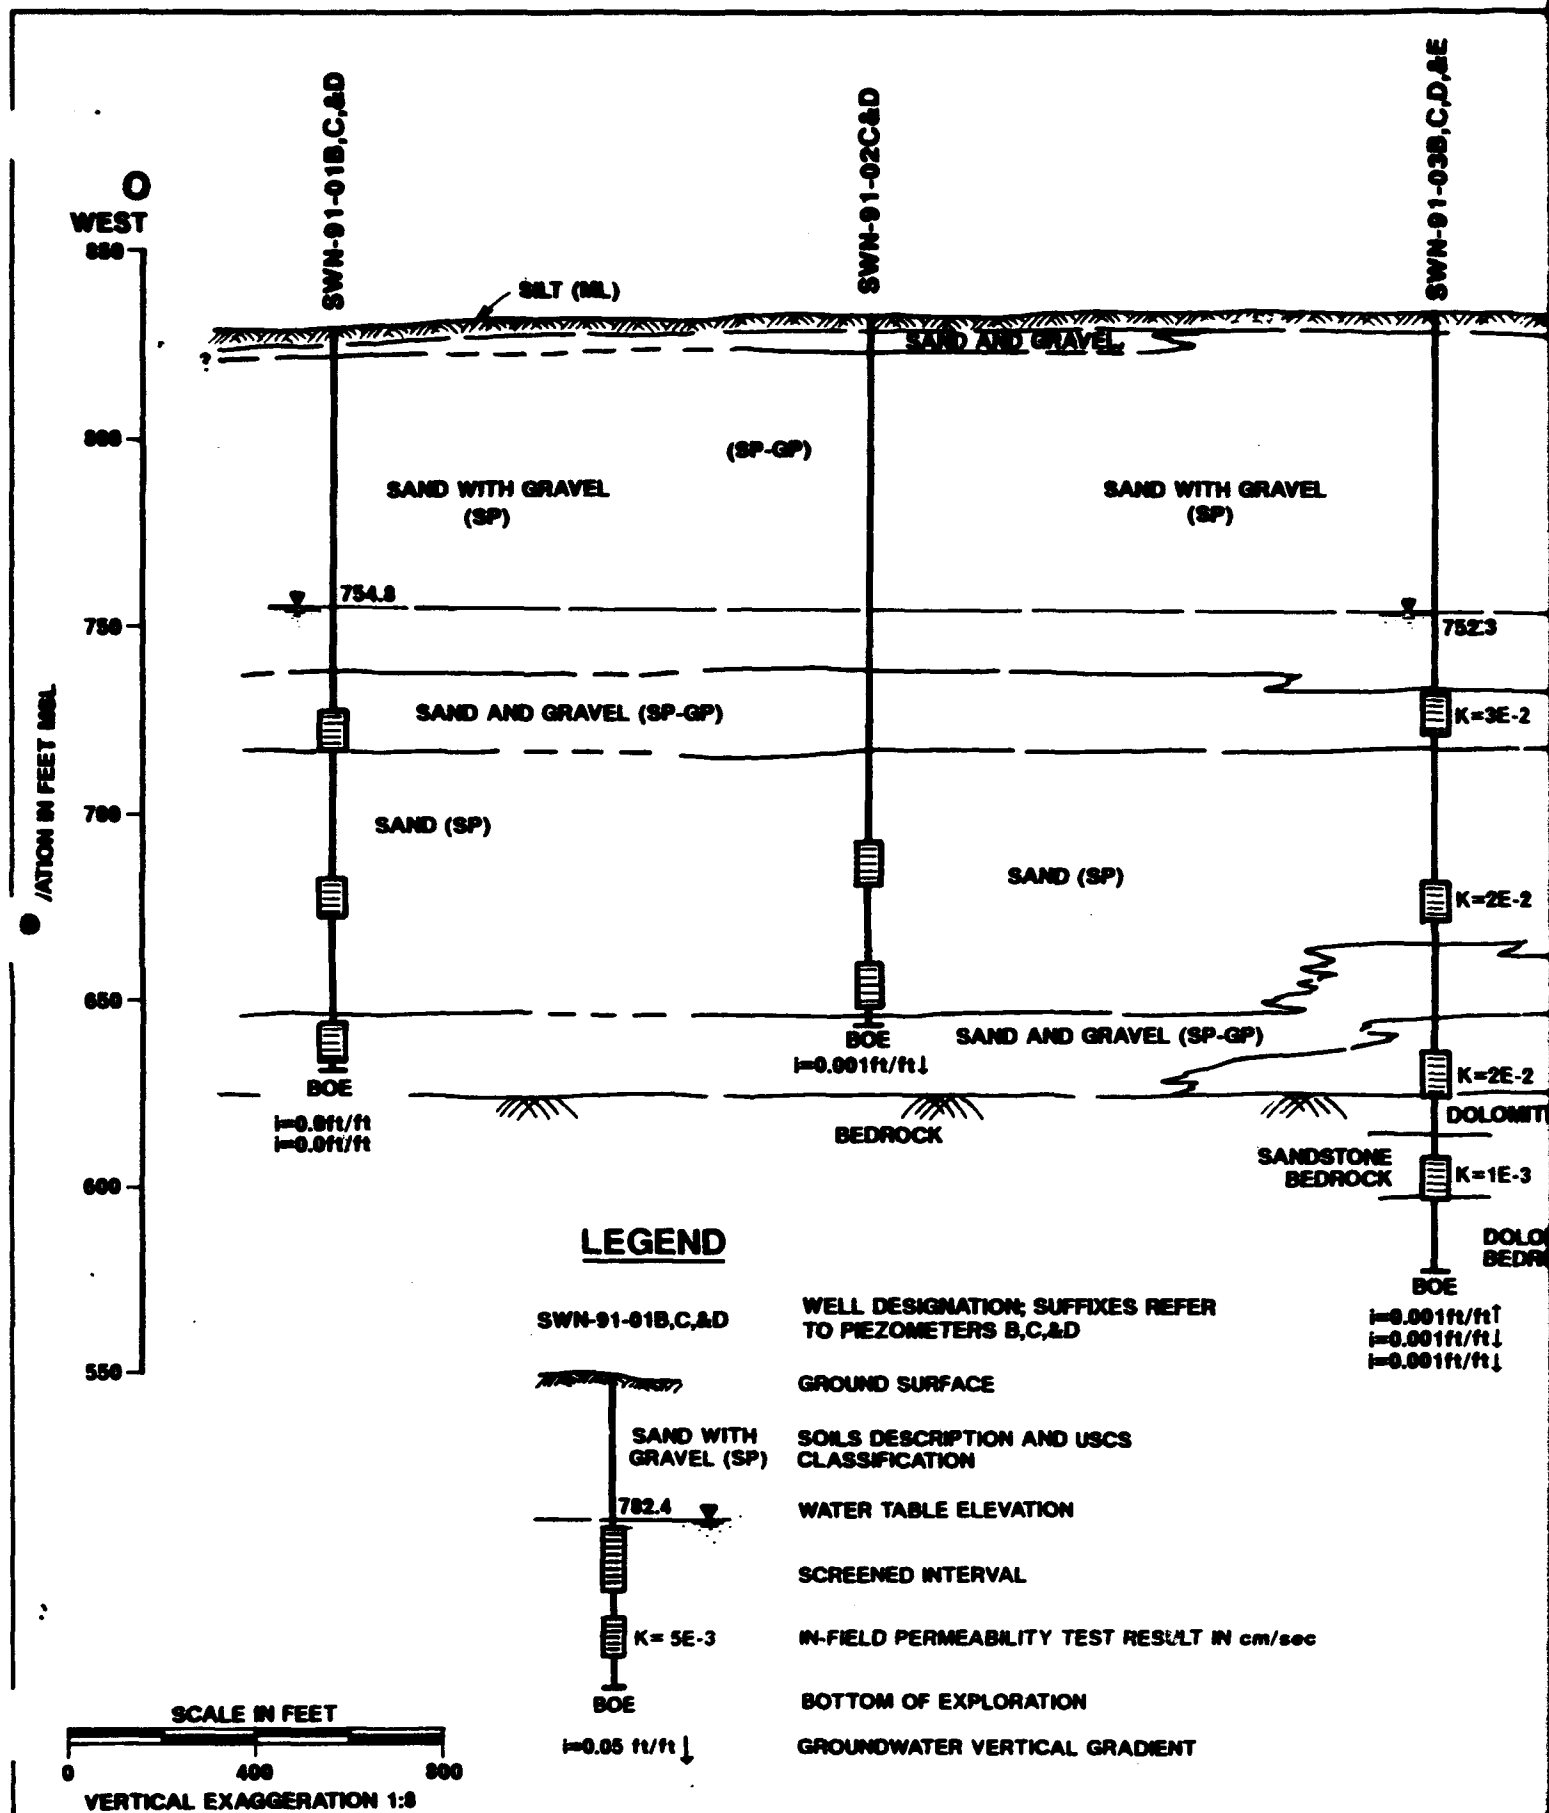 SWN-91-01B,C,&D
SWN-91-02C&D
SWN-91-03B,C,D,&E
O
WEST
850
SILT (ML)
SAND AND GRAVEL
?
800
(SP-GP)
SAND WITH GRAVEL
(SP)
SAND WITH GRAVEL
(SP)
754.8
750
752.3
/ATION IN FEET MSL
SAND AND GRAVEL (SP-GP)
K=3E-2
700
SAND (SP)
SAND (SP)
K=2E-2
650
BOE
i=0.001ft/ft↓
SAND AND GRAVEL (SP-GP)
BOE
i=0.0ft/ft
i=0.0ft/ft
K=2E-2
DOLOMIT
BEDROCK
SANDSTONE
BEDROCK
K=1E-3
600
DOLO
BEDR
BOE
i=0.001ft/ft↑
i=0.001ft/ft↓
i=0.001ft/ft↓
550
LEGEND
SWN-91-01B,C,&D
WELL DESIGNATION; SUFFIXES REFER
TO PIEZOMETERS B,C,&D
GROUND SURFACE
SAND WITH
GRAVEL (SP)
SOILS DESCRIPTION AND USCS
CLASSIFICATION
782.4
WATER TABLE ELEVATION
SCREENED INTERVAL
K= 5E-3
IN-FIELD PERMEABILITY TEST RESULT IN cm/sec
BOE
BOTTOM OF EXPLORATION
i=0.05 ft/ft↓
GROUNDWATER VERTICAL GRADIENT
SCALE IN FEET
0 400 800
VERTICAL EXAGGERATION 1:8